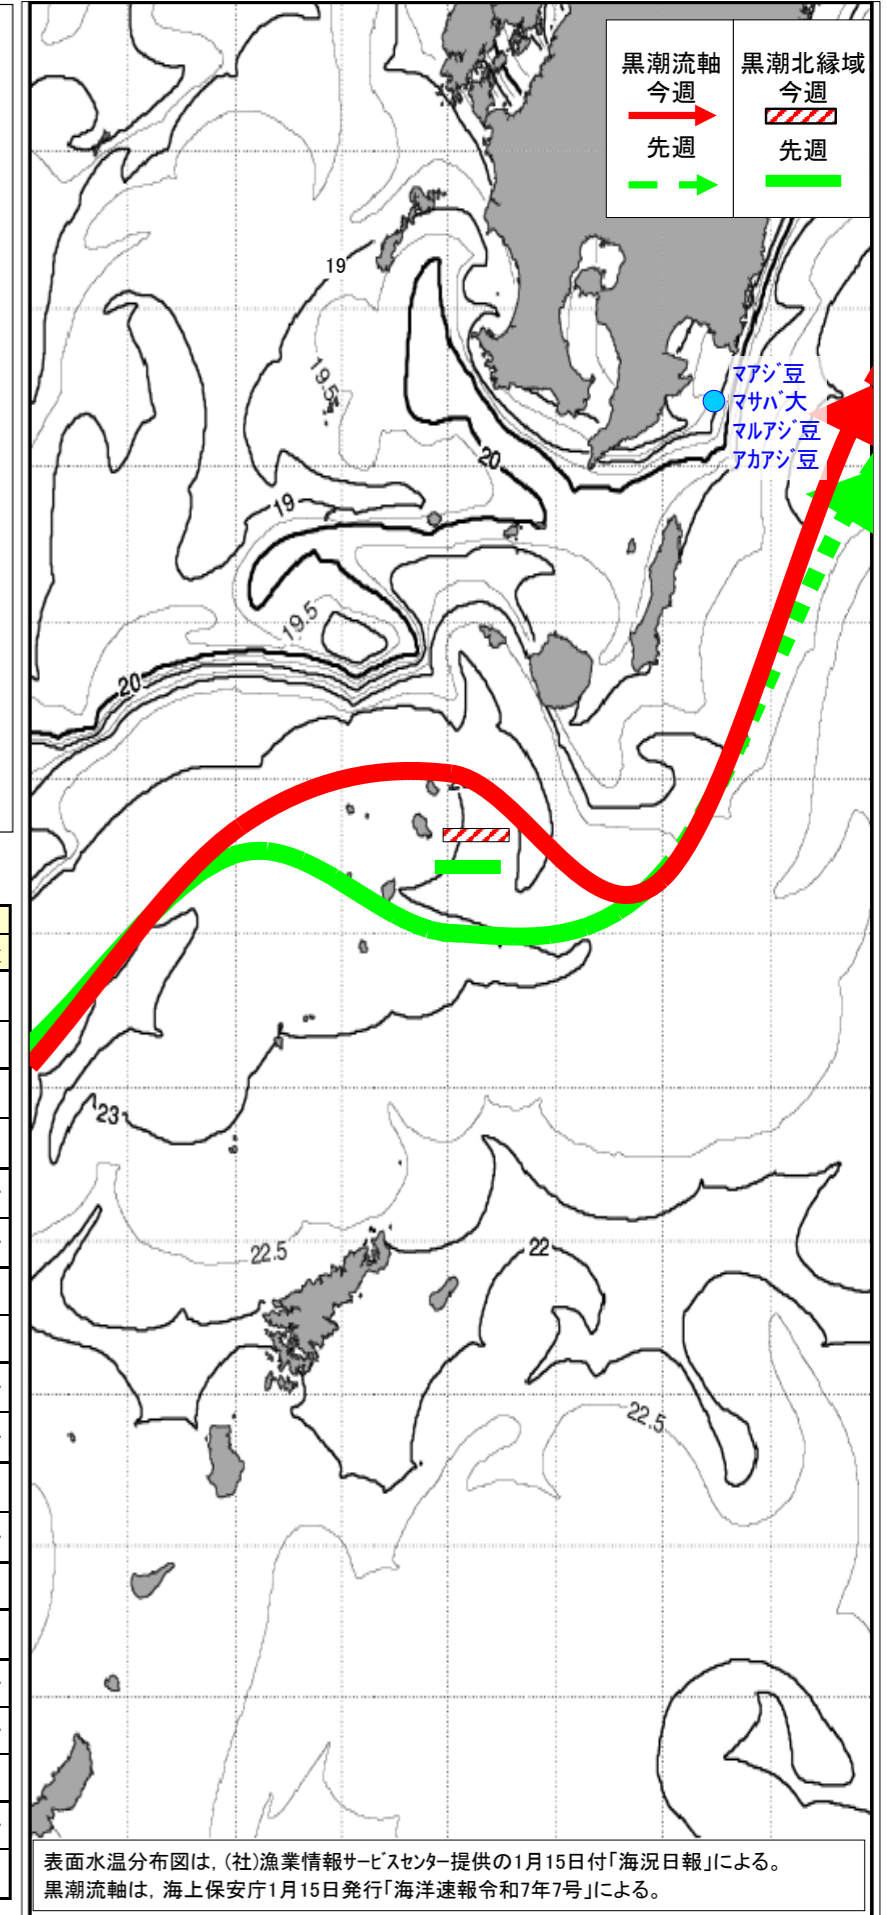 黒潮流軸
今週
先週
黒潮北縁域
今週
先週
19
19.5
マアジ豆
マサバ大
マルアジ豆
アカアジ豆
20
19
19.5
20
23
22.5
22
22.5
表面水温分布図は，(社)漁業情報サービスセンター提供の1月15日付「海況日報」による。
黒潮流軸は，海上保安庁1月15日発行「海洋速報令和7年7号」による。